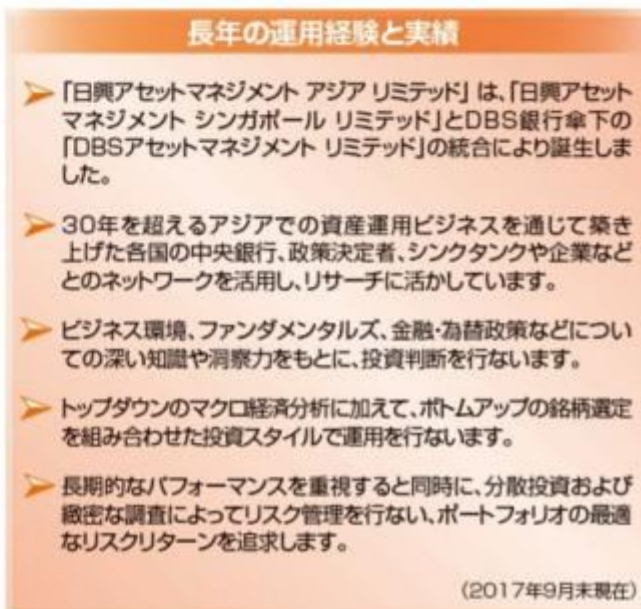 長年の運用経験と実績
「日興アセットマネジメント アジア リミテッド」は、「日興アセット
マネジメント シンガポール リミテッド」とDBS銀行傘下の
「DBSアセットマネジメント リミテッド」の統合により誕生しま
した。
30年を超えるアジアでの資産運用ビジネスを通じて築き
上げた各国の中央銀行、政策決定者、シンクタンクや企業など
とのネットワークを活用し、リサーチに活かしています。
ビジネス環境、ファンダメンタルズ、金融・為替政策などについ
ての深い知識や洞察力をもとに、投資判断を行ないます。
トップダウンのマクロ経済分析に加えて、ボトムアップの銘柄選定
を組み合わせた投資スタイルで運用を行ないます。
長期的なパフォーマンスを重視すると同時に、分散投資および
緻密な調査によってリスク管理を行ない、ポートフォリオの最適
なリスクリターンを追求します。
(2017年9月末現在)